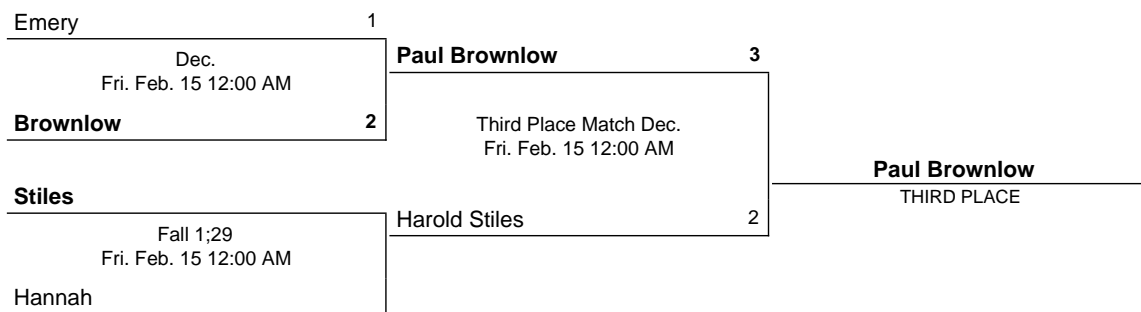 Emery 1
Dec.
Fri. Feb. 15 12:00 AM
Brownlow 2
Paul Brownlow 3
Third Place Match Dec.
Fri. Feb. 15 12:00 AM
Paul Brownlow
THIRD PLACE
Stiles
Harold Stiles 2
Fall 1;29
Fri. Feb. 15 12:00 AM
Hannah